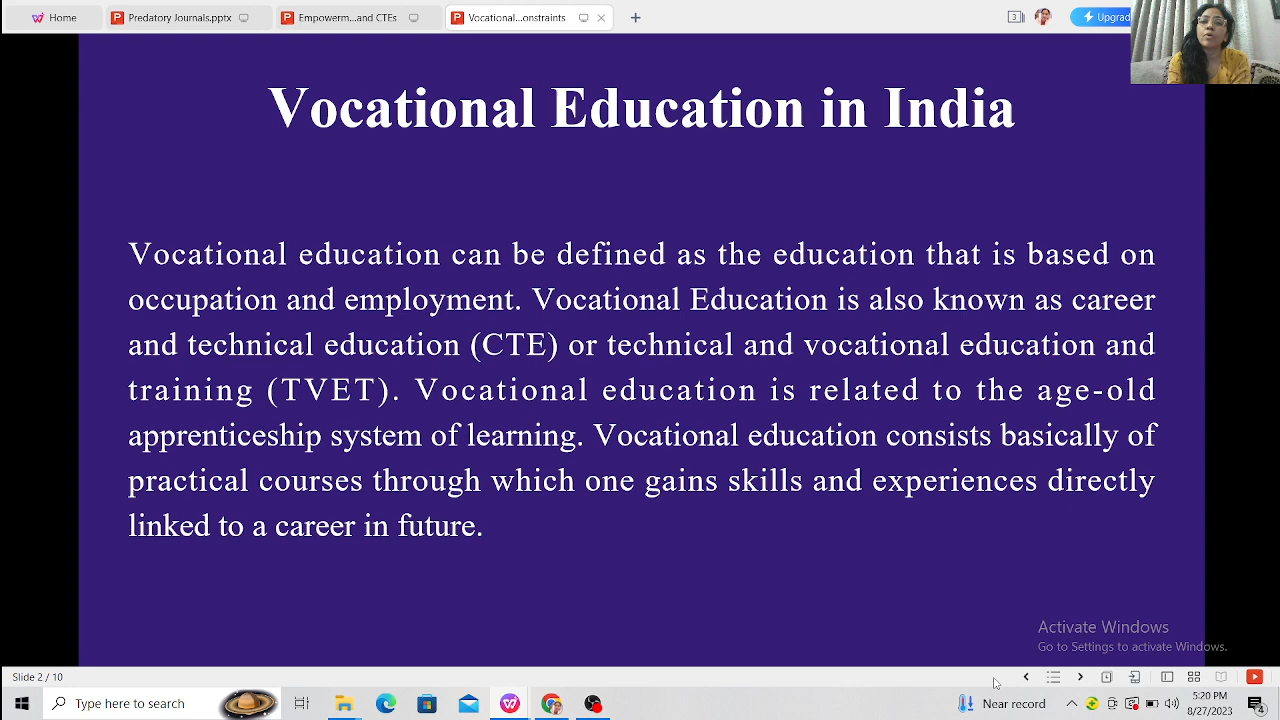 Home
Predatory Journals.pptx
Empowern...and CTEs
Vocational...onstraints
3
Upgrad
Vocational Education in India
Vocational education can be defined as the education that is based on
occupation and employment. Vocational Education is also known as career
and technical education (CTE) or technical and vocational education and
training (TVET). Vocational education is related to the age-old
apprenticeship system of learning. Vocational education consists basically of
practical courses through which one gains skills and experiences directly
linked to a career in future.
Activate Windows
Go to Settings to activate Windows.
Slide 2 / 10
Type here to search
Near record
5:20 PM
8/27/2023
4